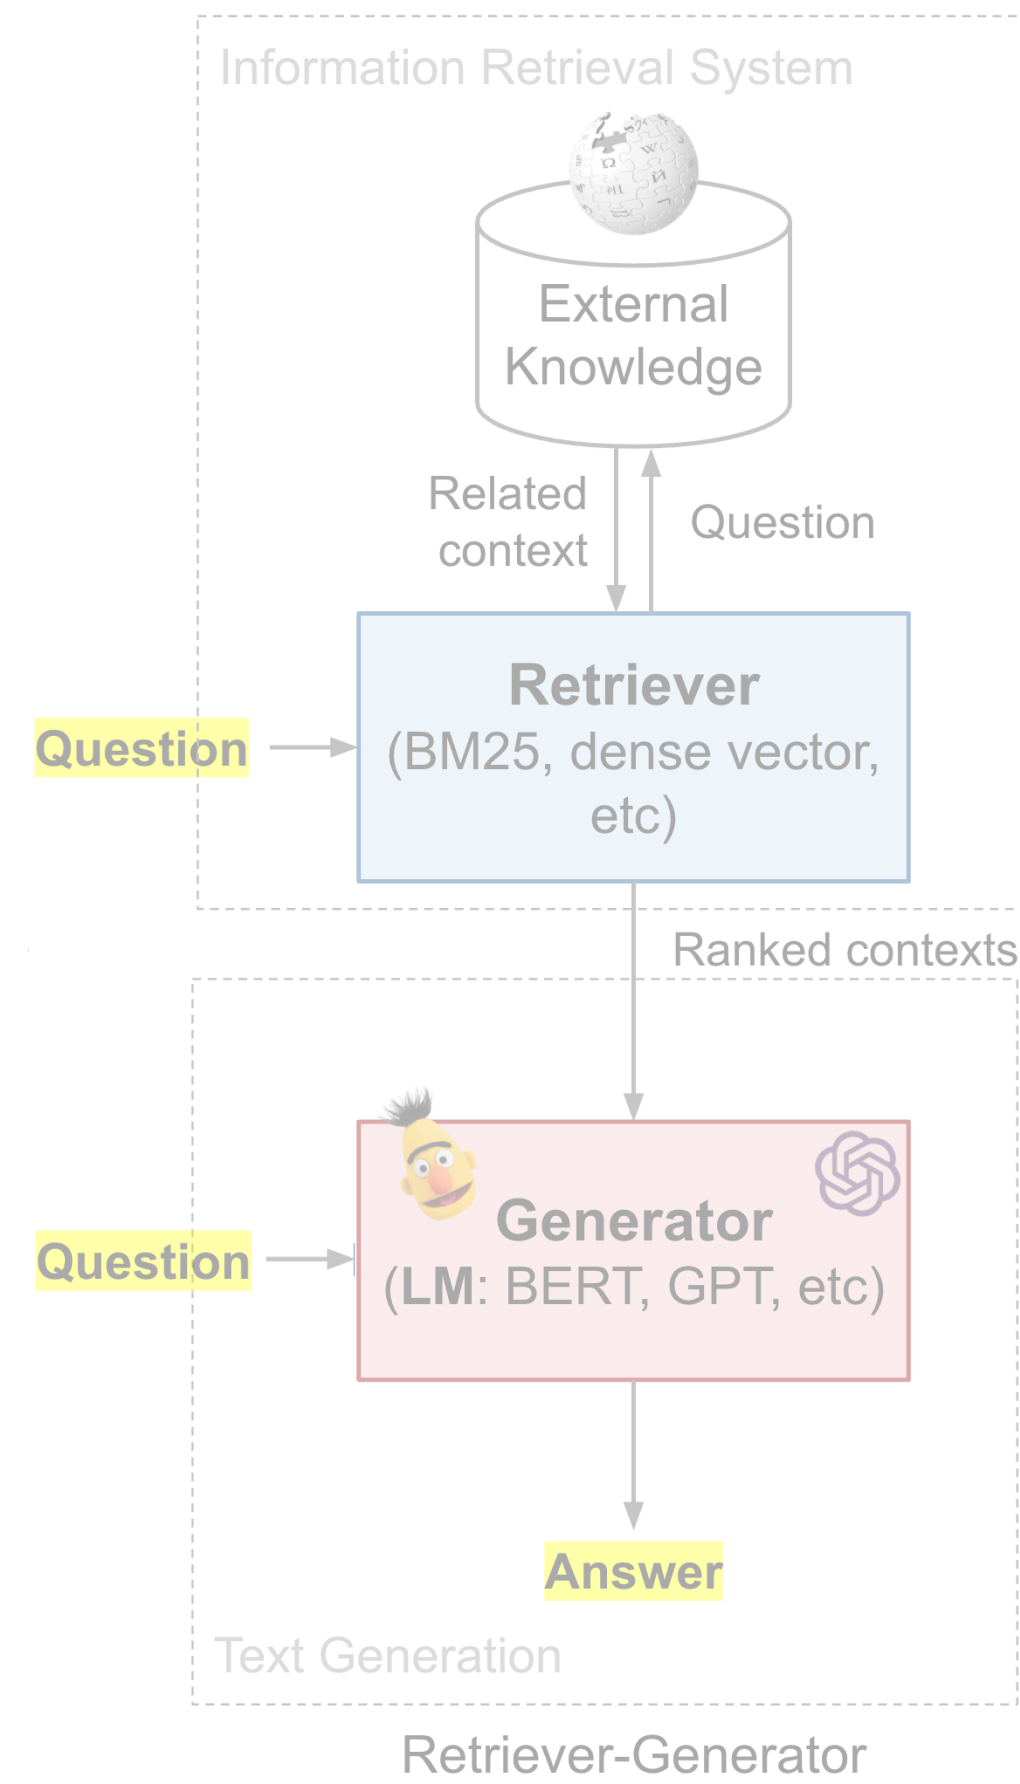 Information Retrieval System
External
Knowledge
Related
context
Question
Retriever
(BM25, dense vector,
etc)
Question
Ranked contexts
Generator
(LM: BERT, GPT, etc)
Question
Answer
Text Generation
Retriever-Generator